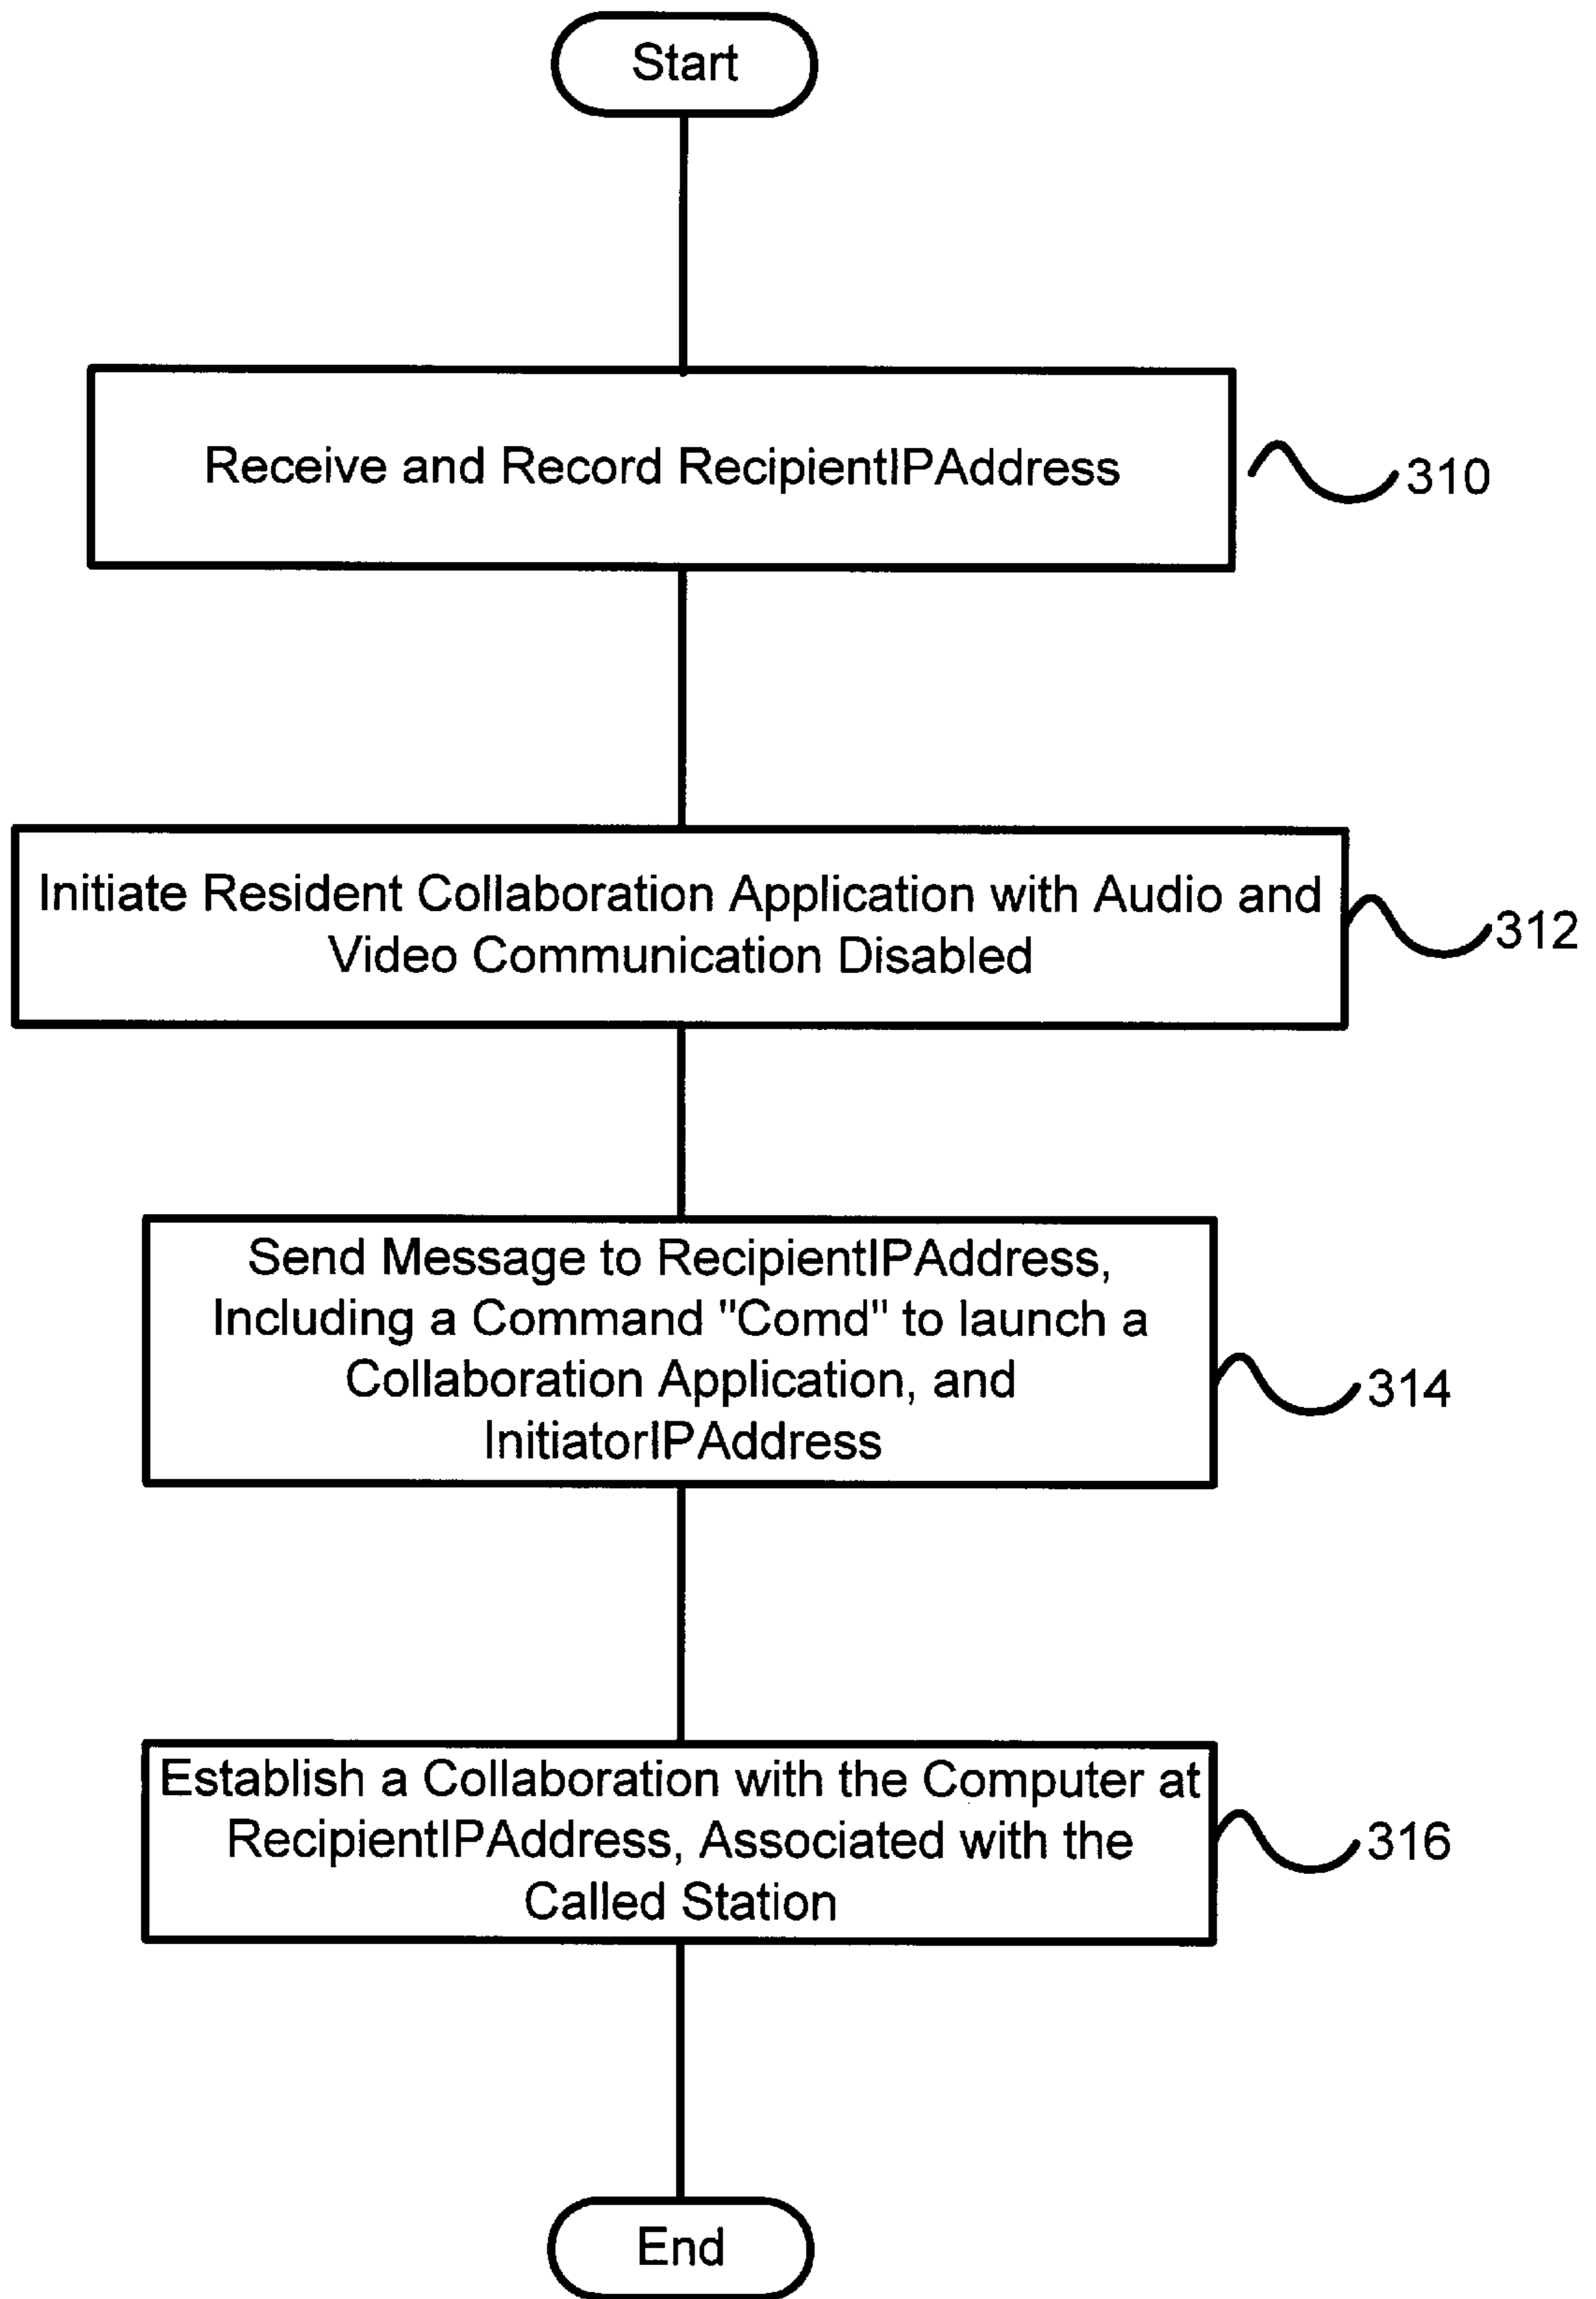 Start
Receive and Record RecipientIPAddress
310
Initiate Resident Collaboration Application with Audio and
Video Communication Disabled
312
Send Message to RecipientIPAddress,
Including a Command "Comd" to launch a
Collaboration Application, and
InitiatorIPAddress
314
Establish a Collaboration with the Computer at
RecipientIPAddress, Associated with the
Called Station
316
End